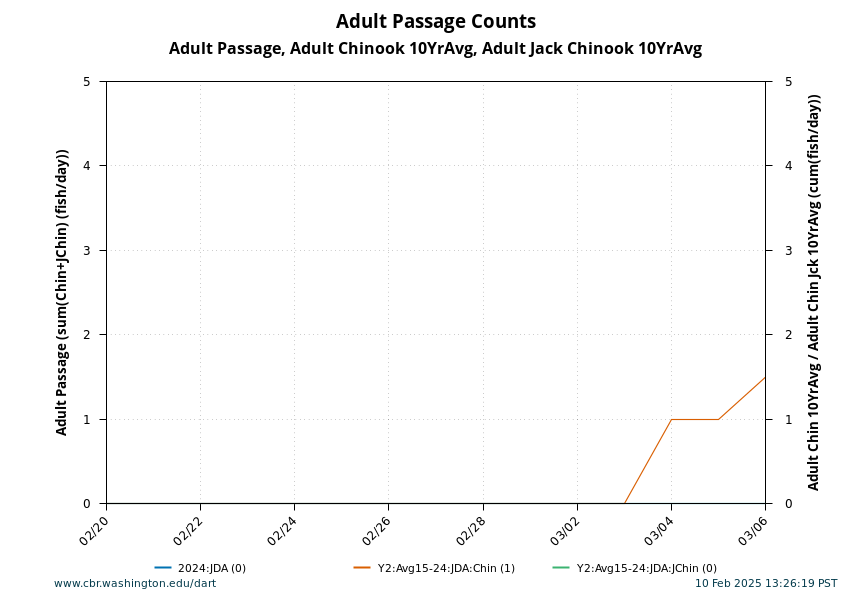 Adult Passage Counts
Adult Passage, Adult Chinook 10YrAvg, Adult Jack Chinook 10YrAvg
Adult Passage (sum(Chin+JChin) (fish/day))
5
4
3
2
1
0
5
4
3
2
1
0
Adult Chin 10YrAvg / Adult Chin Jck 10YrAvg (cum(fish/day))
02/20
02/22
02/24
02/26
02/28
03/02
03/04
03/06
2024:JDA (0)
Y2:Avg15-24:JDA:Chin (1)
Y2:Avg15-24:JDA:JChin (0)
www.cbr.washington.edu/dart
10 Feb 2025 13:26:19 PST